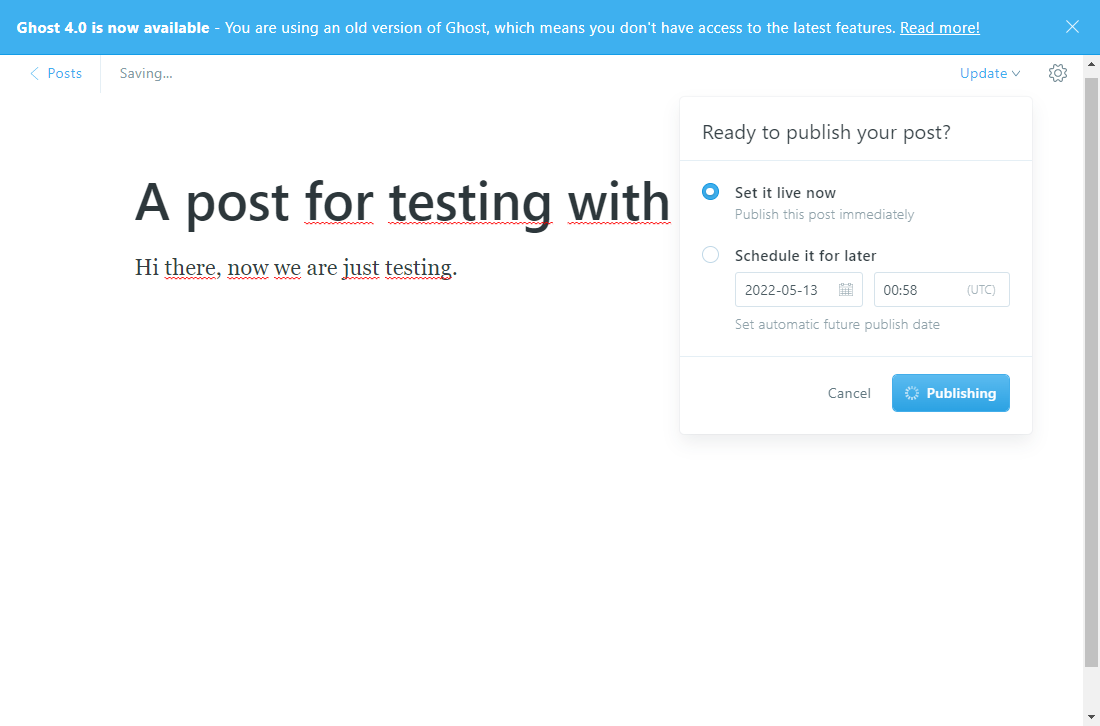 Ghost 4.0 is now available - You are using an old version of Ghost, which means you don't have access to the latest features. Read more!
Posts
Saving...
Update
Ready to publish your post?
A post for testing with
Set it live now
Publish this post immediately
Hi there, now we are just testing.
Schedule it for later
2022-05-13
00:58
(UTC)
Set automatic future publish date
Cancel
Publishing